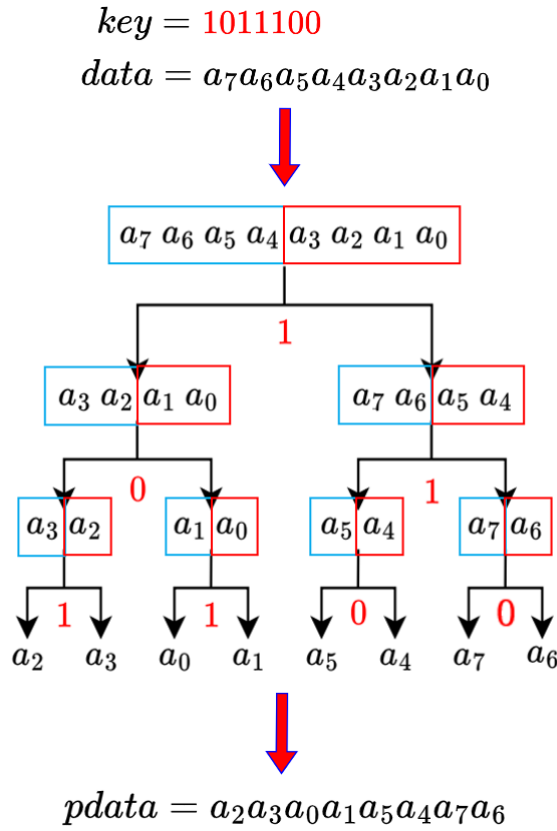 key = 1011100
data = a₇a₆a₅a₄a₃a₂a₁a₀
a₇ a₆ a₅ a₄ a₃ a₂ a₁ a₀
1
a₃ a₂ a₁ a₀ a₇ a₆ a₅ a₄
0 1
a₃ a₂ a₁ a₀ a₅ a₄ a₇ a₆
1 1 0 0
a₂ a₃ a₀ a₁ a₅ a₄ a₇ a₆
pdata = a₂a₃a₀a₁a₅a₄a₇a₆